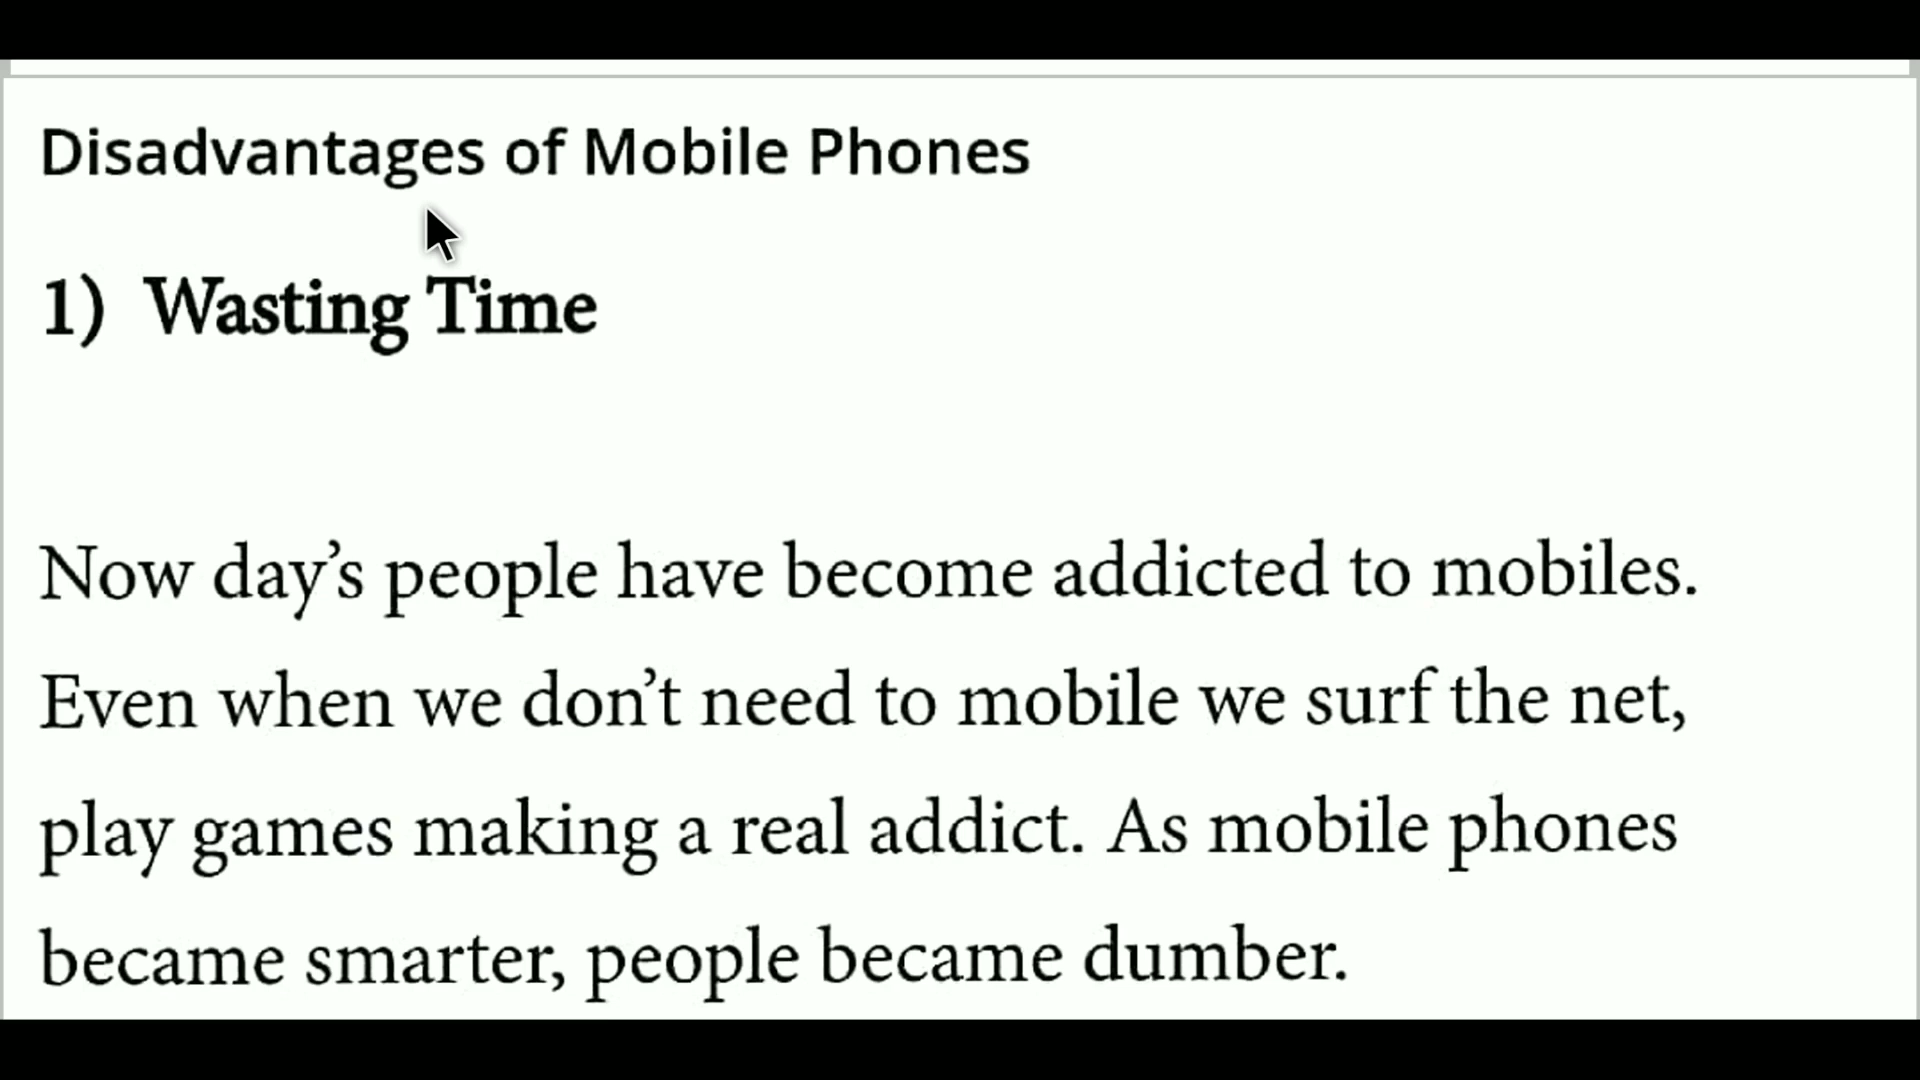 Disadvantages of Mobile Phones
1) Wasting Time
Now day’s people have become addicted to mobiles.
Even when we don’t need to mobile we surf the net,
play games making a real addict. As mobile phones
became smarter, people became dumber.